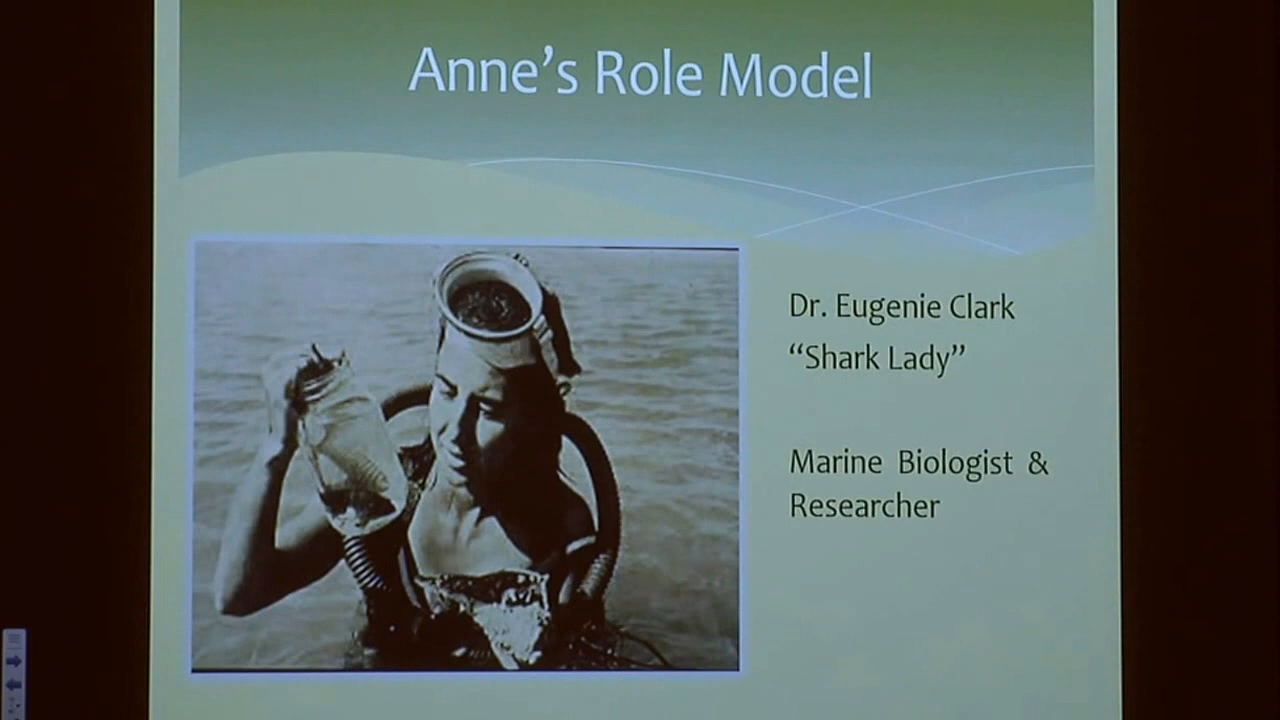 Anne’s Role Model
Dr. Eugenie Clark
“Shark Lady”
Marine Biologist &
Researcher